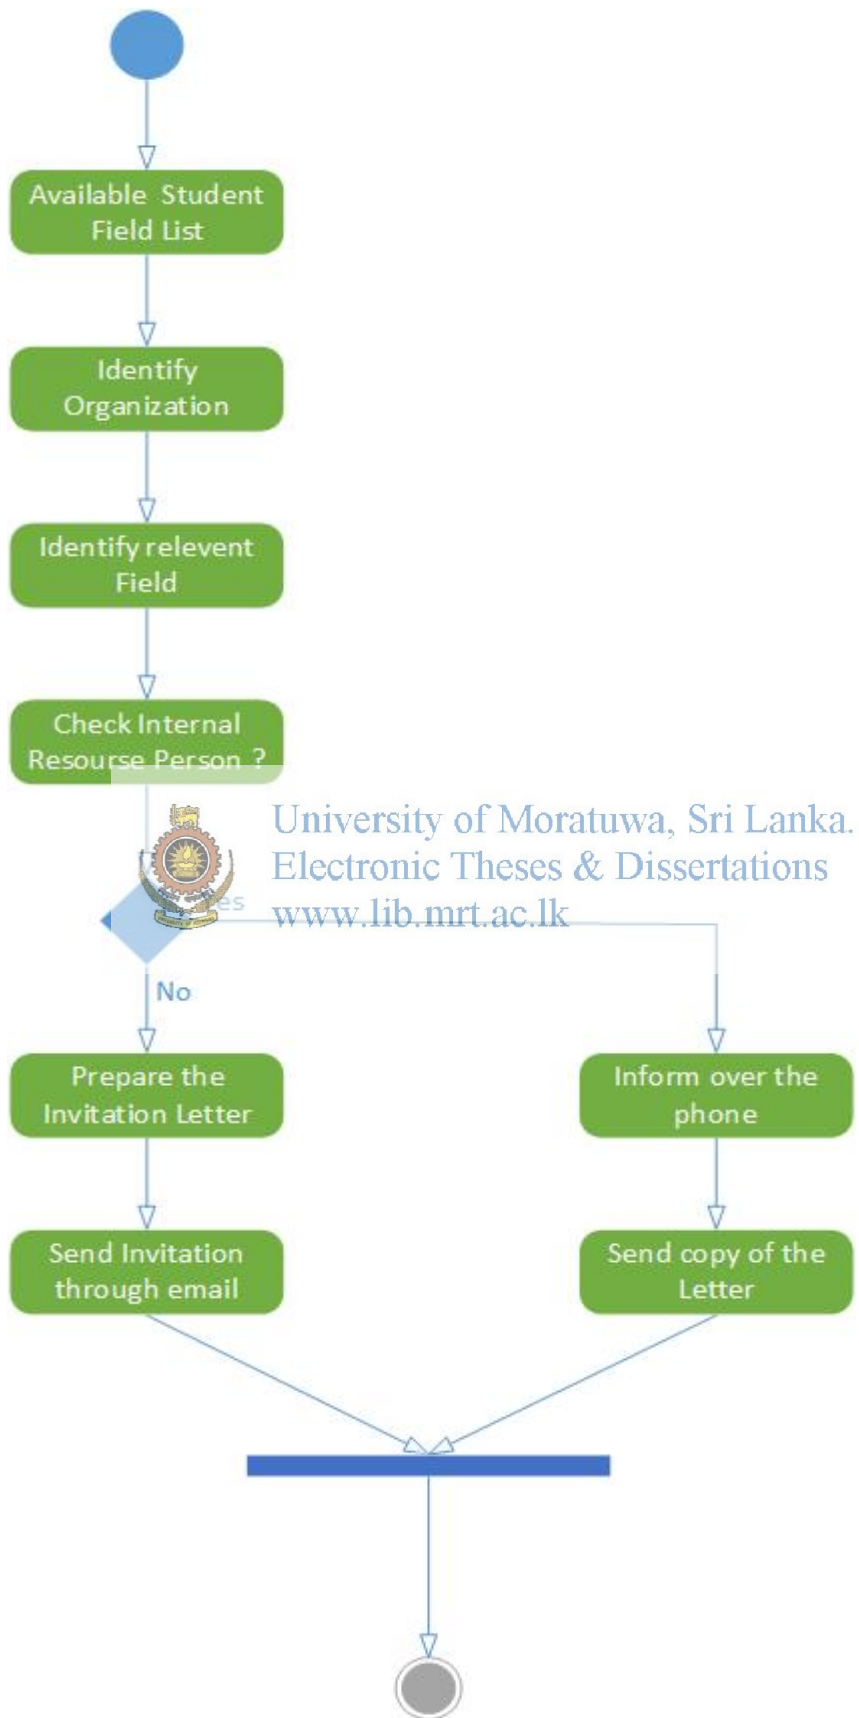 Available Student
Field List
Identify
Organization
Identify relevent
Field
Check Internal
Resourse Person ?
University of Moratuwa, Sri Lanka.
Electronic Theses & Dissertations
www.lib.mrt.ac.lk
No
Prepare the
Invitation Letter
Inform over the
phone
Send Invitation
through email
Send copy of the
Letter